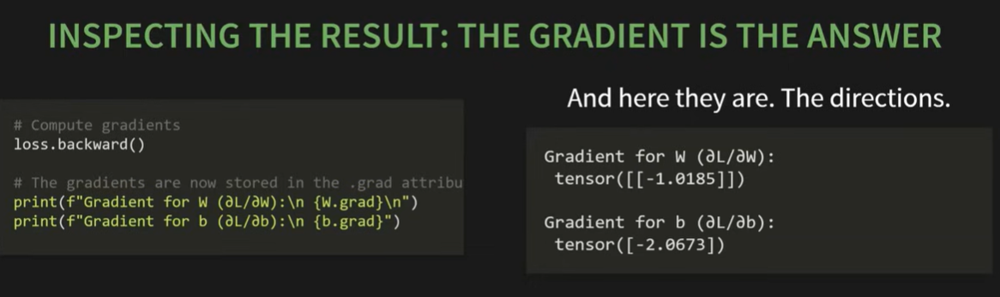 INSPECTING THE RESULT: THE GRADIENT IS THE ANSWER
# Compute gradients
loss.backward()
# The gradients are now stored in the .grad attribu
print(f"Gradient for W (∂L/∂W):\n {W.grad}\n")
print(f"Gradient for b (∂L/∂b):\n {b.grad}")
And here they are. The directions.
Gradient for W (∂L/∂W):
tensor([[-1.0185]])
Gradient for b (∂L/∂b):
tensor([-2.0673])